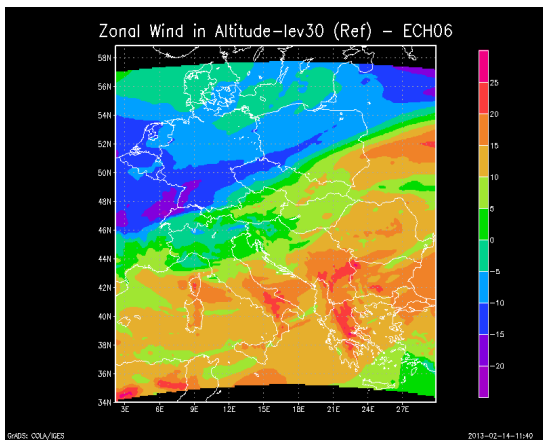 Zonal Wind in Altitude-lev30 (Ref) - ECH06
58N
56N
54N
52N
50N
48N
46N
44N
42N
40N
38N
36N
34N
3E 6E 9E 12E 15E 18E 21E 24E 27E
25
20
15
10
5
0
-5
-10
-15
-20
GrADS: COLA/IGES
2013-02-14-11:40